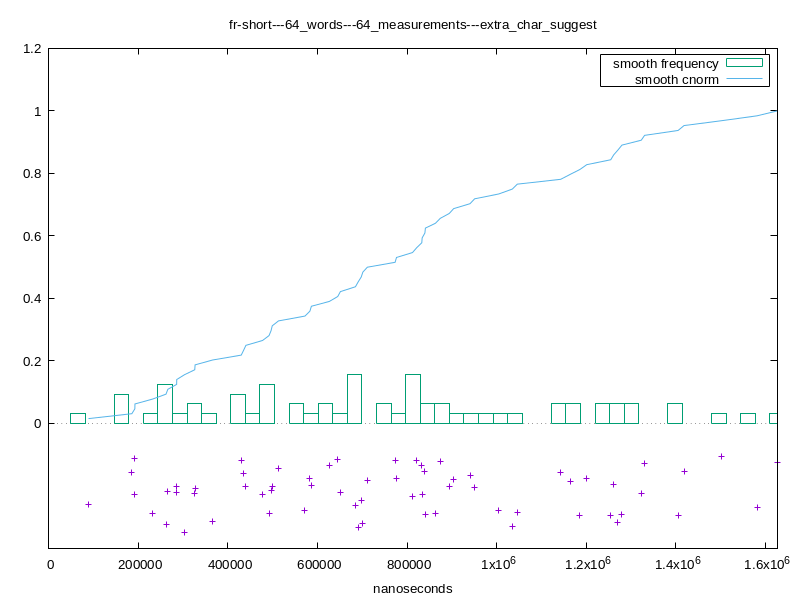 fr-short---64_words---64_measurements---extra_char_suggest
smooth frequency
smooth cnorm
1.2
1
0.8
0.6
0.4
0.2
0
0 200000 400000 600000 800000 1x10^6 1.2x10^6 1.4x10^6 1.6x10^6
nanoseconds